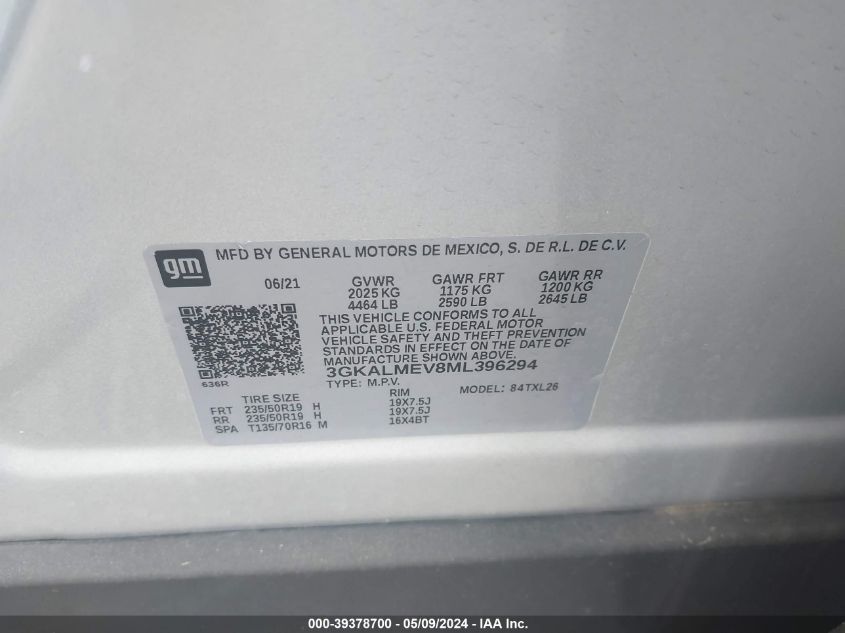 gm
MFD BY GENERAL MOTORS DE MEXICO, S. DE R.L. DE C.V.
06/21
GVWR GAWR FRT GAWR RR
2025 KG 1175 KG 1200 KG
4464 LB 2590 LB 2645 LB
THIS VEHICLE CONFORMS TO ALL
APPLICABLE U.S. FEDERAL MOTOR
VEHICLE SAFETY AND THEFT PREVENTION
STANDARDS IN EFFECT ON THE DATE OF
MANUFACTURE SHOWN ABOVE.
3GKALMEV8ML396294
636R
TYPE: M.P.V. MODEL: 84TXL26
TIRE SIZE RIM
FRT 235/50R19 H 19X7.5J
RR 235/50R19 H 19X7.5J
SPA T135/70R16 M 16X4BT
000-39378700 - 05/09/2024 - IAA Inc.